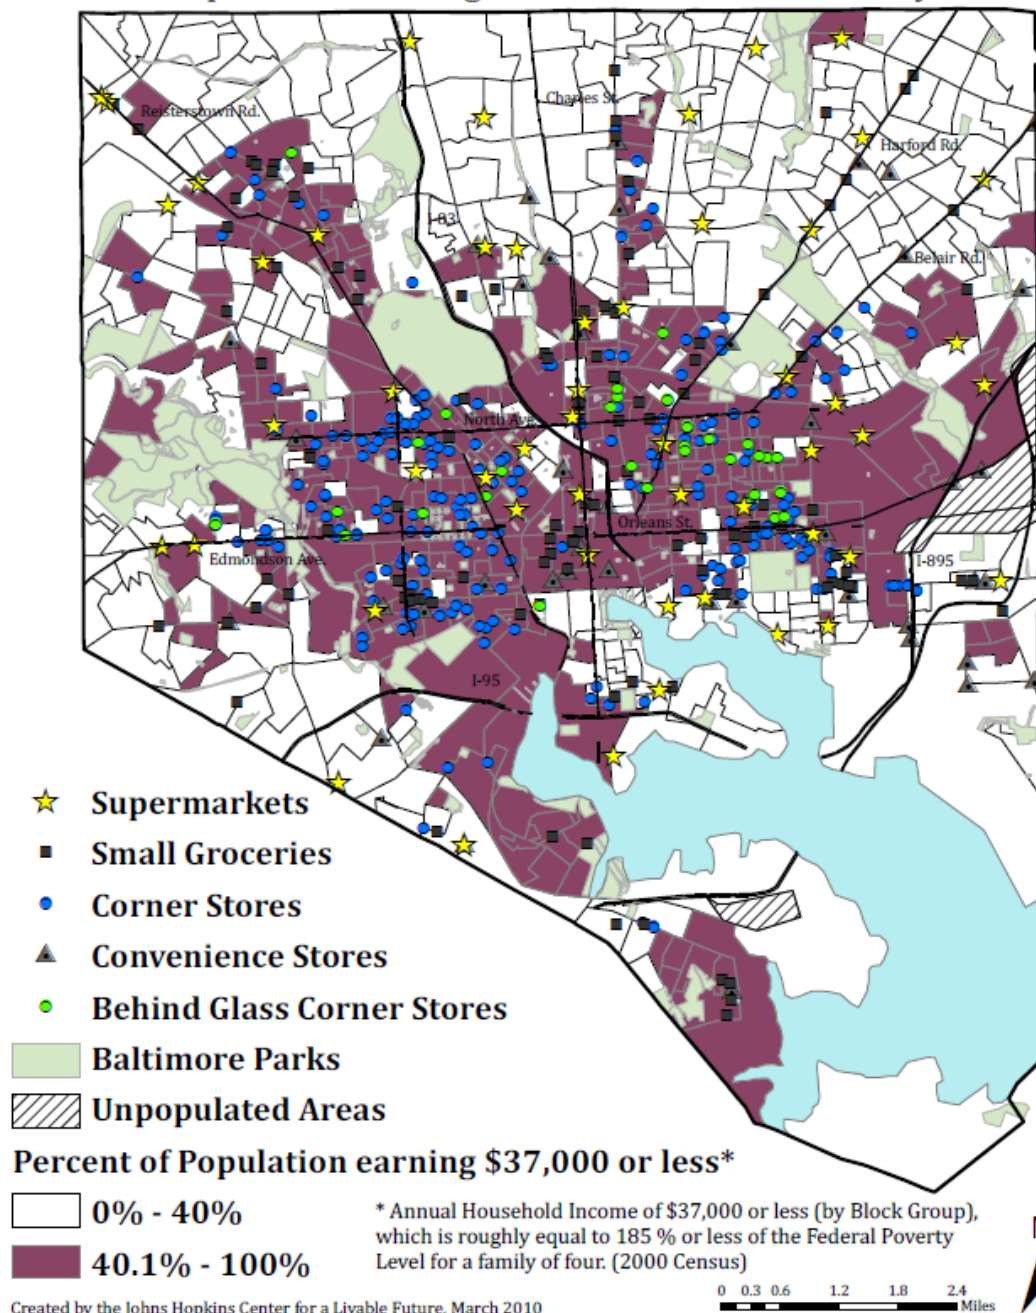 Reisterstown Rd.
Charles St.
Harford Rd.
I-83
Belair Rd.
North Ave.
Orleans St.
Edmondson Ave.
I-895
I-95
Supermarkets
Small Groceries
Corner Stores
Convenience Stores
Behind Glass Corner Stores
Baltimore Parks
Unpopulated Areas
Percent of Population earning $37,000 or less*
0% - 40%
40.1% - 100%
* Annual Household Income of $37,000 or less (by Block Group),
which is roughly equal to 185 % or less of the Federal Poverty
Level for a family of four. (2000 Census)
0 0.3 0.6 1.2 1.8 2.4
Miles
Created by the Johns Hopkins Center for a Livable Future, March 2010